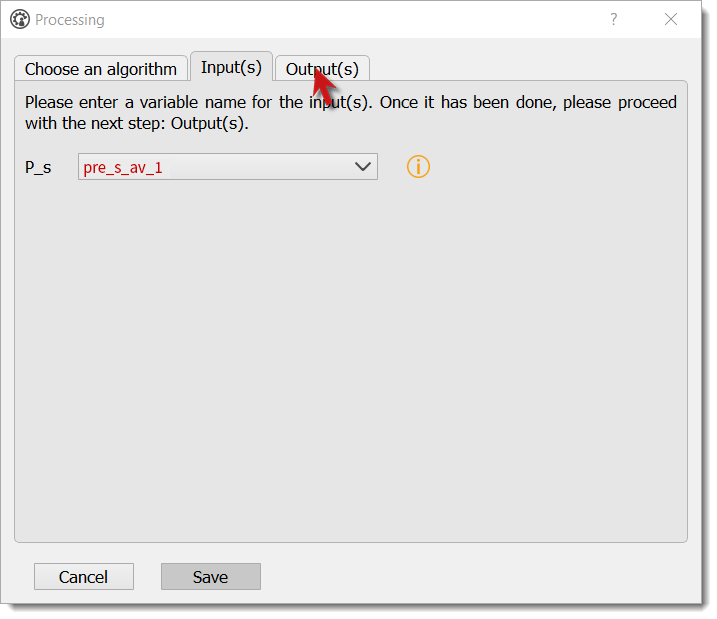 Processing
?
Choose an algorithm
Input(s)
Output(s)
Please enter a variable name for the input(s). Once it has been done, please proceed
with the next step: Output(s).
P_s
pre_s_av_1
Cancel
Save